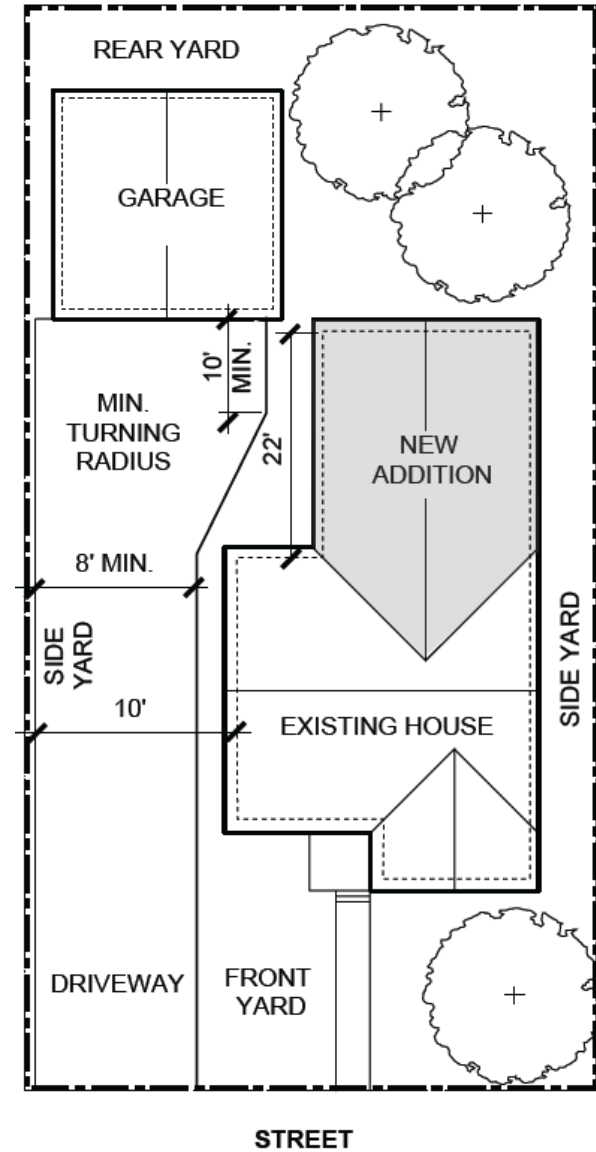 REAR YARD
GARAGE
10'
MIN.
MIN.
TURNING
RADIUS
22'
NEW
ADDITION
8' MIN.
SIDE
YARD
SIDE YARD
10'
EXISTING HOUSE
DRIVEWAY
FRONT
YARD
STREET